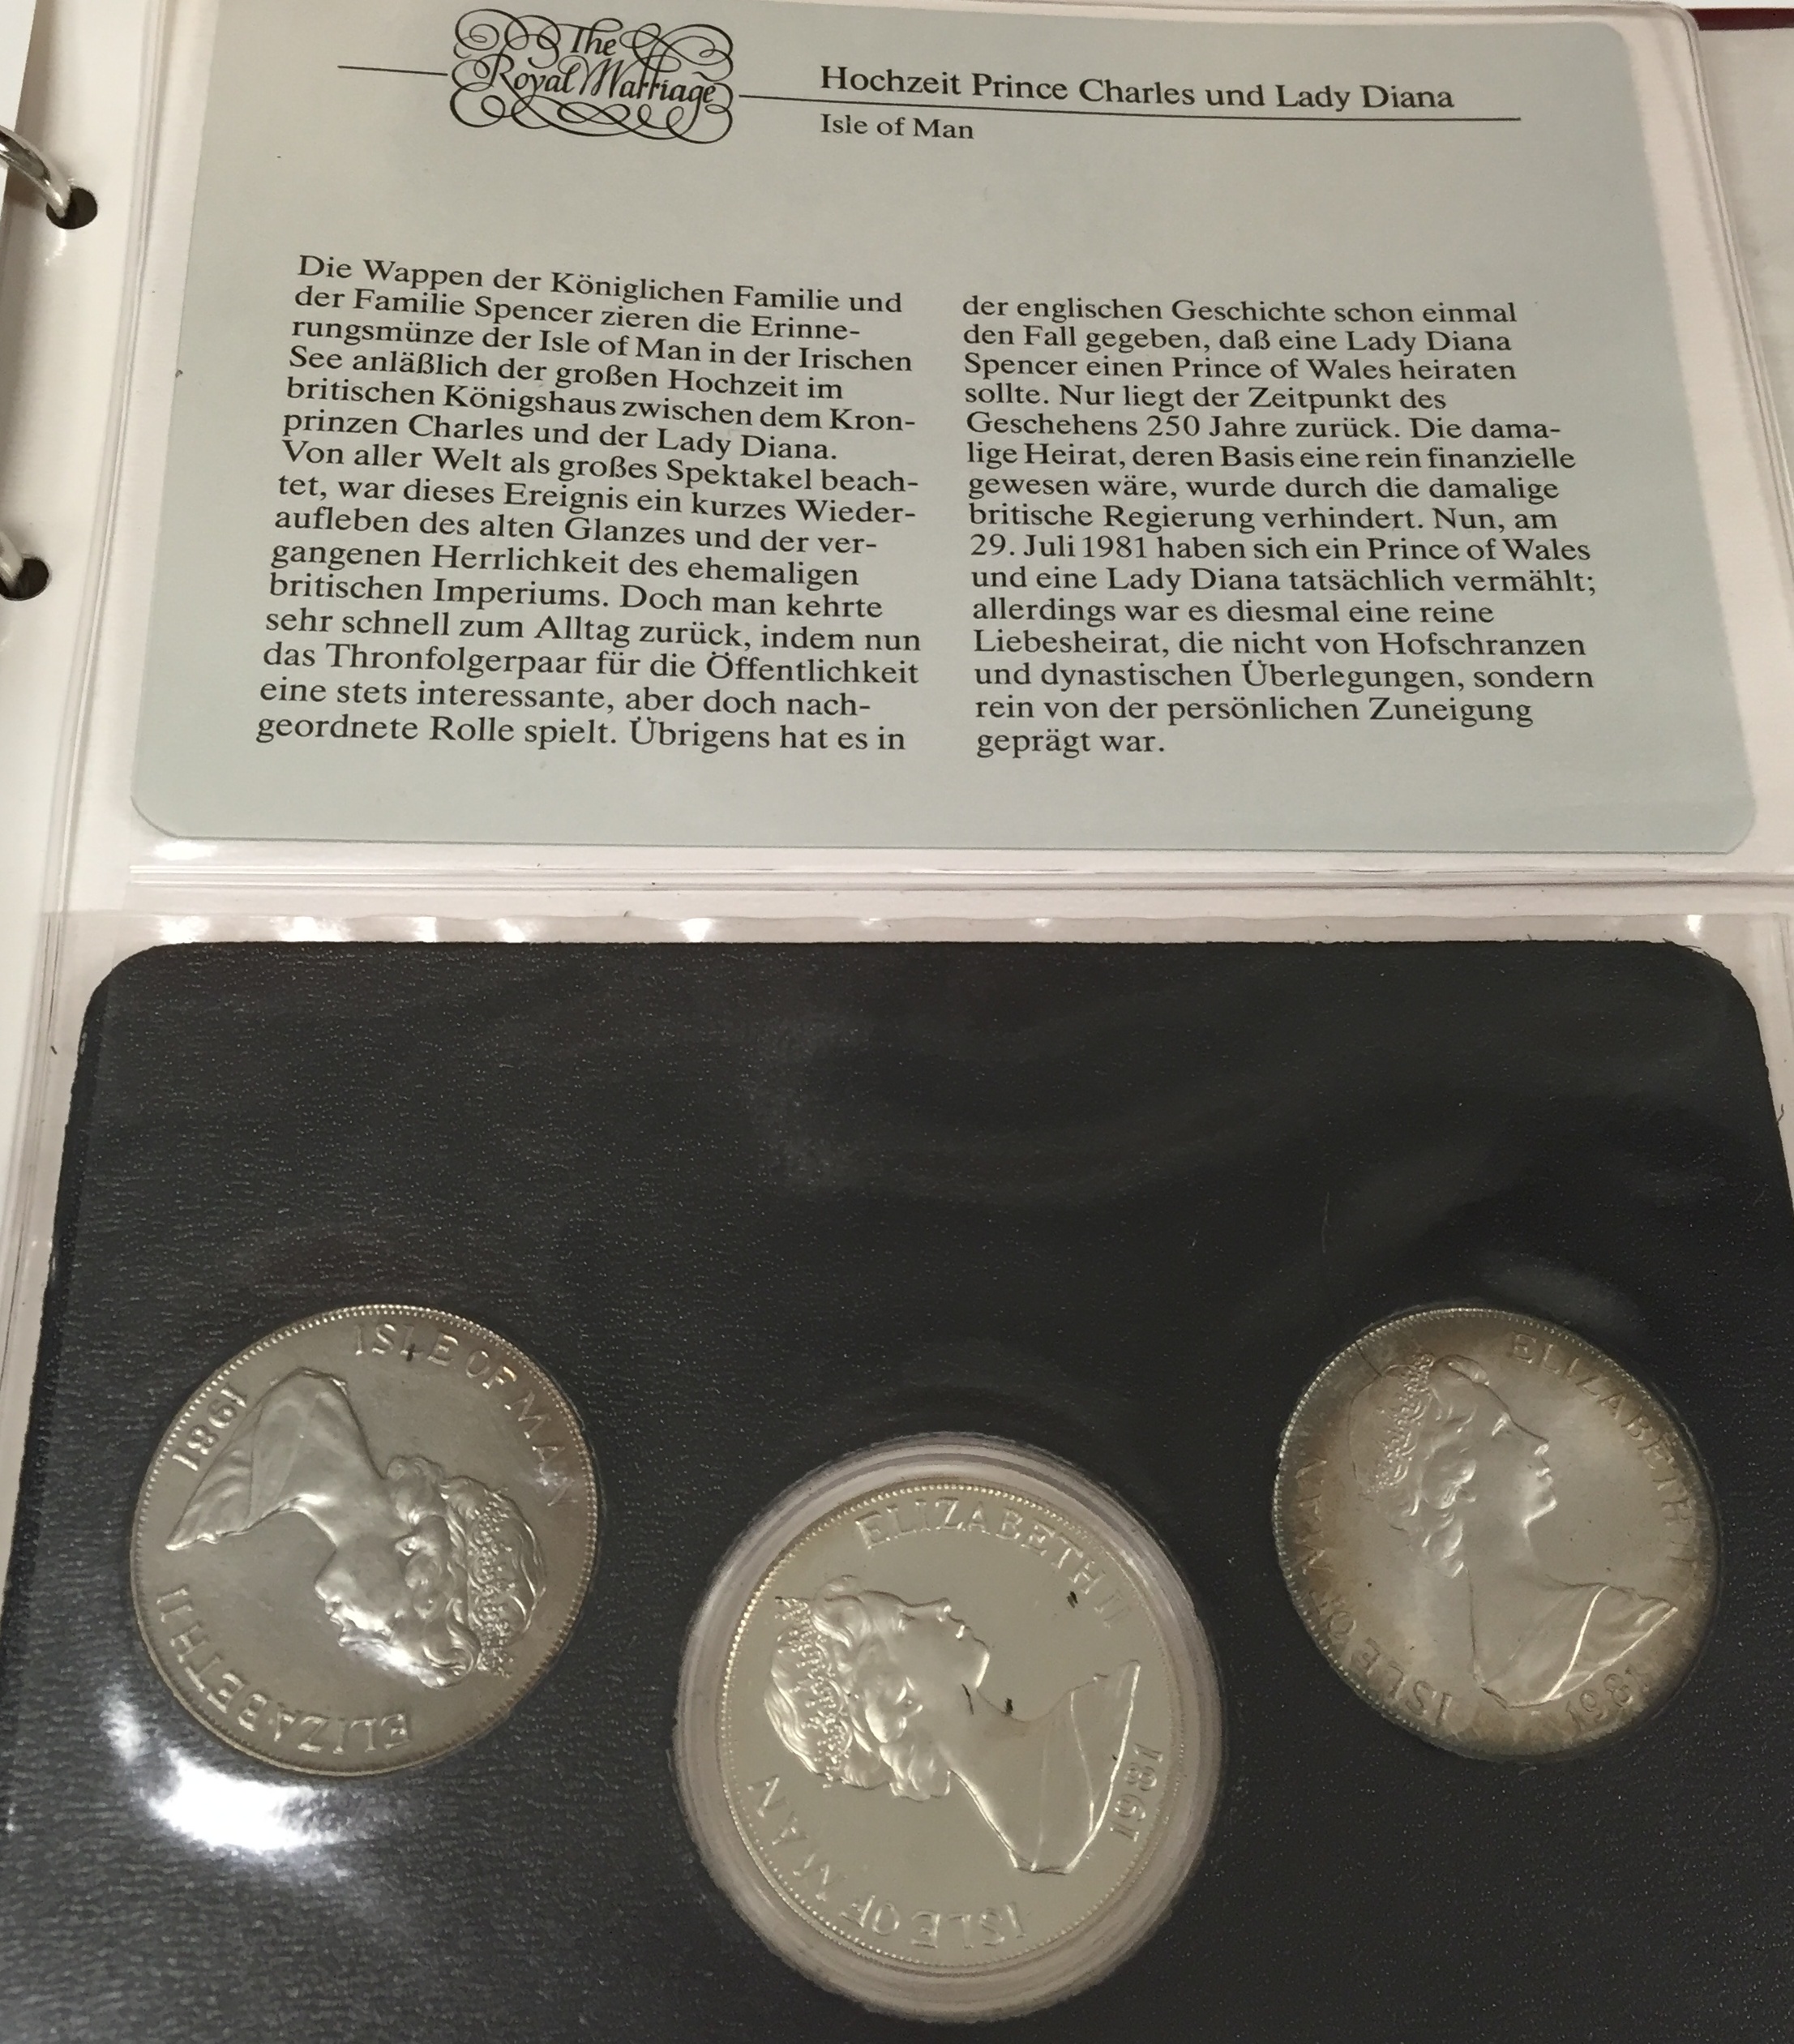 The
Royal Marriage
Hochzeit Prince Charles und Lady Diana
Isle of Man
Die Wappen der Königlichen Familie und
der Familie Spencer zieren die Erinne-
rungsmünze der Isle of Man in der Irischen
See anläßlich der großen Hochzeit im
britischen Königshaus zwischen dem Kron-
prinzen Charles und der Lady Diana.
Von aller Welt als großes Spektakel beach-
tet, war dieses Ereignis ein kurzes Wieder-
aufleben des alten Glanzes und der ver-
gangenen Herrlichkeit des ehemaligen
britischen Imperiums. Doch man kehrte
sehr schnell zum Alltag zurück, indem nun
das Thronfolgerpaar für die Öffentlichkeit
eine stets interessante, aber doch nach-
geordnete Rolle spielt. Übrigens hat es in
der englischen Geschichte schon einmal
den Fall gegeben, daß eine Lady Diana
Spencer einen Prince of Wales heiraten
sollte. Nur liegt der Zeitpunkt des
Geschehens 250 Jahre zurück. Die dama-
lige Heirat, deren Basis eine rein finanzielle
gewesen wäre, wurde durch die damalige
britische Regierung verhindert. Nun, am
29. Juli 1981 haben sich ein Prince of Wales
und eine Lady Diana tatsächlich vermählt;
allerdings war es diesmal eine reine
Liebesheirat, die nicht von Hofschranzen
und dynastischen Überlegungen, sondern
rein von der persönlichen Zuneigung
geprägt war.
ISLE OF MAN
ELIZABETH II
1981
ELIZABETH II
ISLE OF MAN
1981
ELIZABETH II
ISLE OF MAN
1981